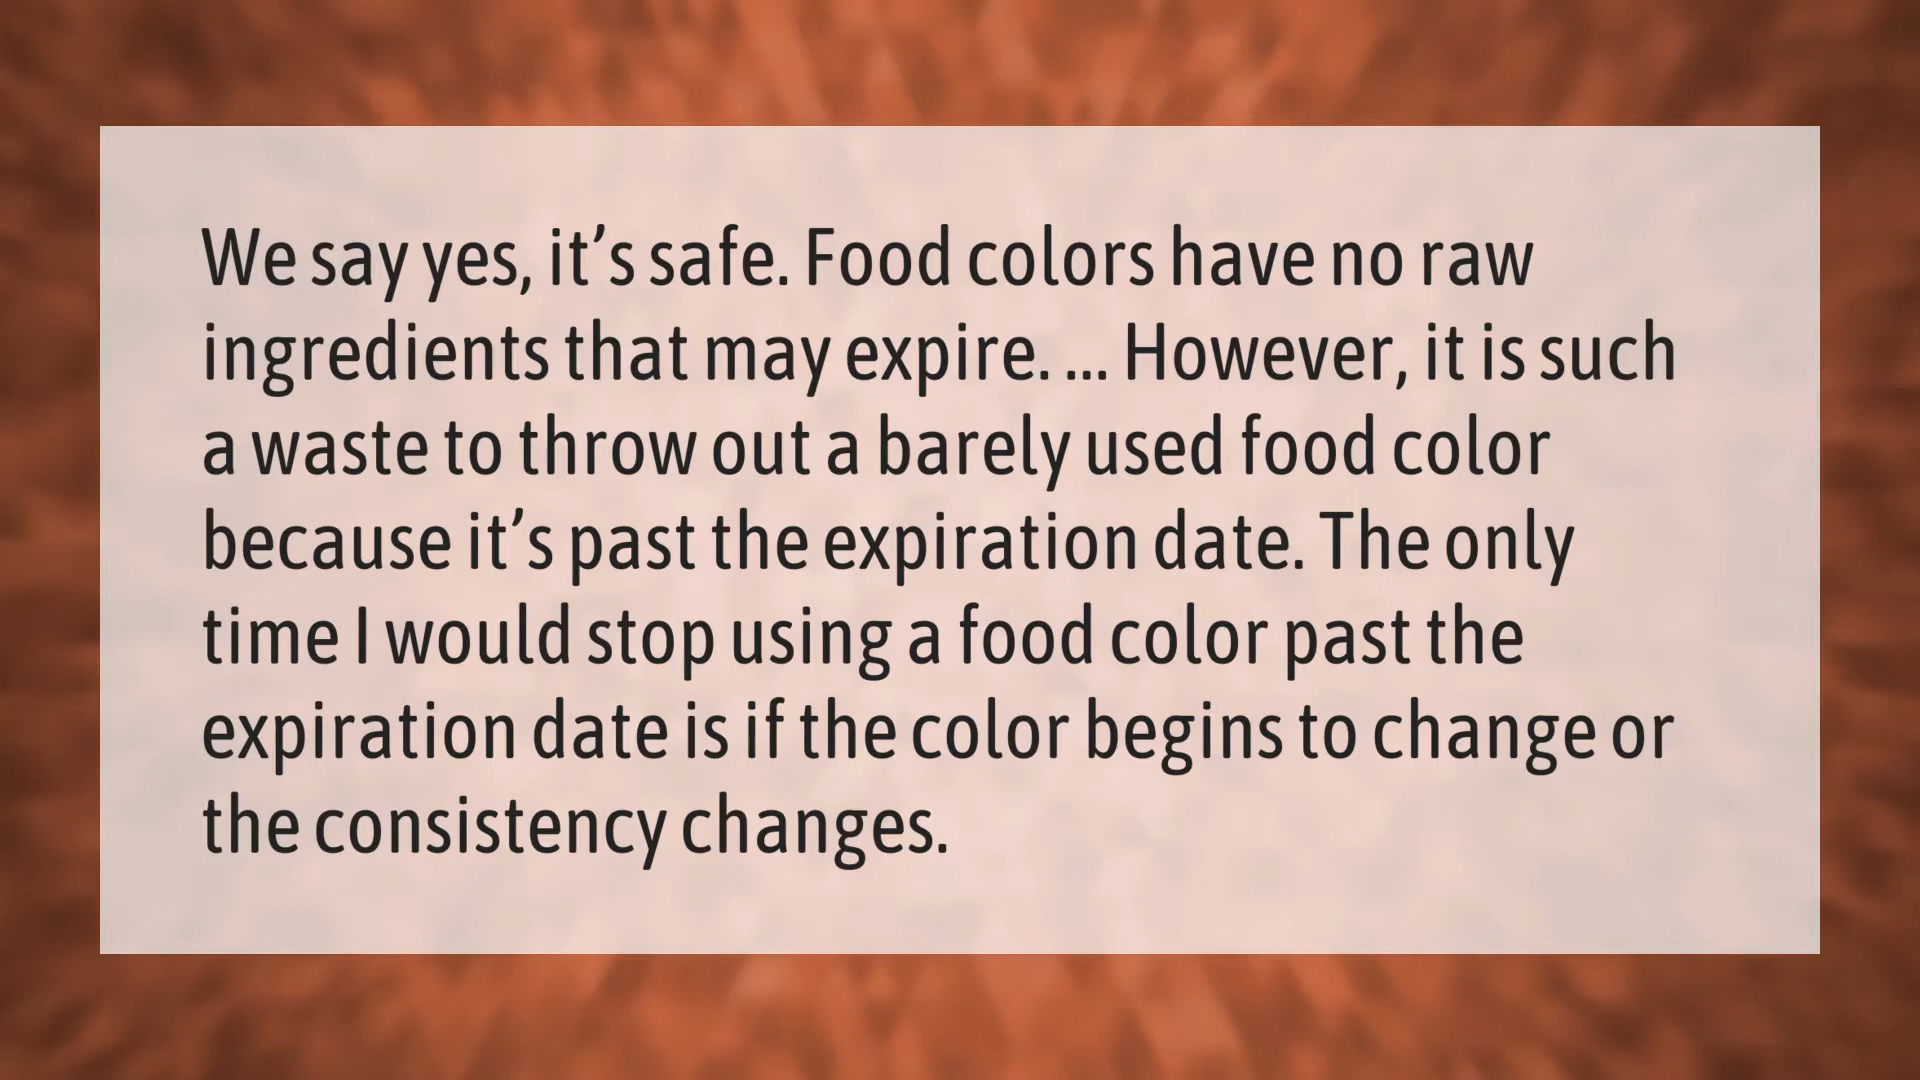 We say yes, it’s safe. Food colors have no raw
ingredients that may expire. ... However, it is such
a waste to throw out a barely used food color
because it’s past the expiration date. The only
time I would stop using a food color past the
expiration date is if the color begins to change or
the consistency changes.